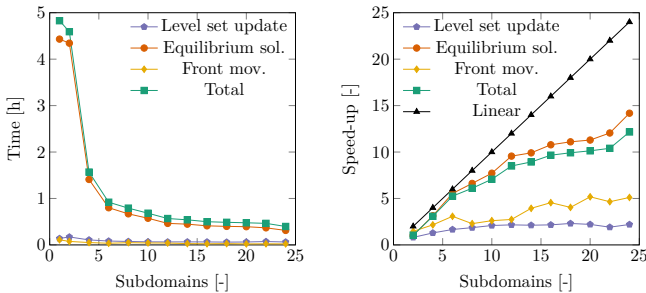 Level set update
Equilibrium sol.
Front mov.
Total
Time [h]
5
4
3
2
1
0
0 5 10 15 20 25
Subdomains [-]
Level set update
Equilibrium sol.
Front mov.
Total
Linear
Speed-up [-]
25
20
15
10
5
0
0 5 10 15 20 25
Subdomains [-]